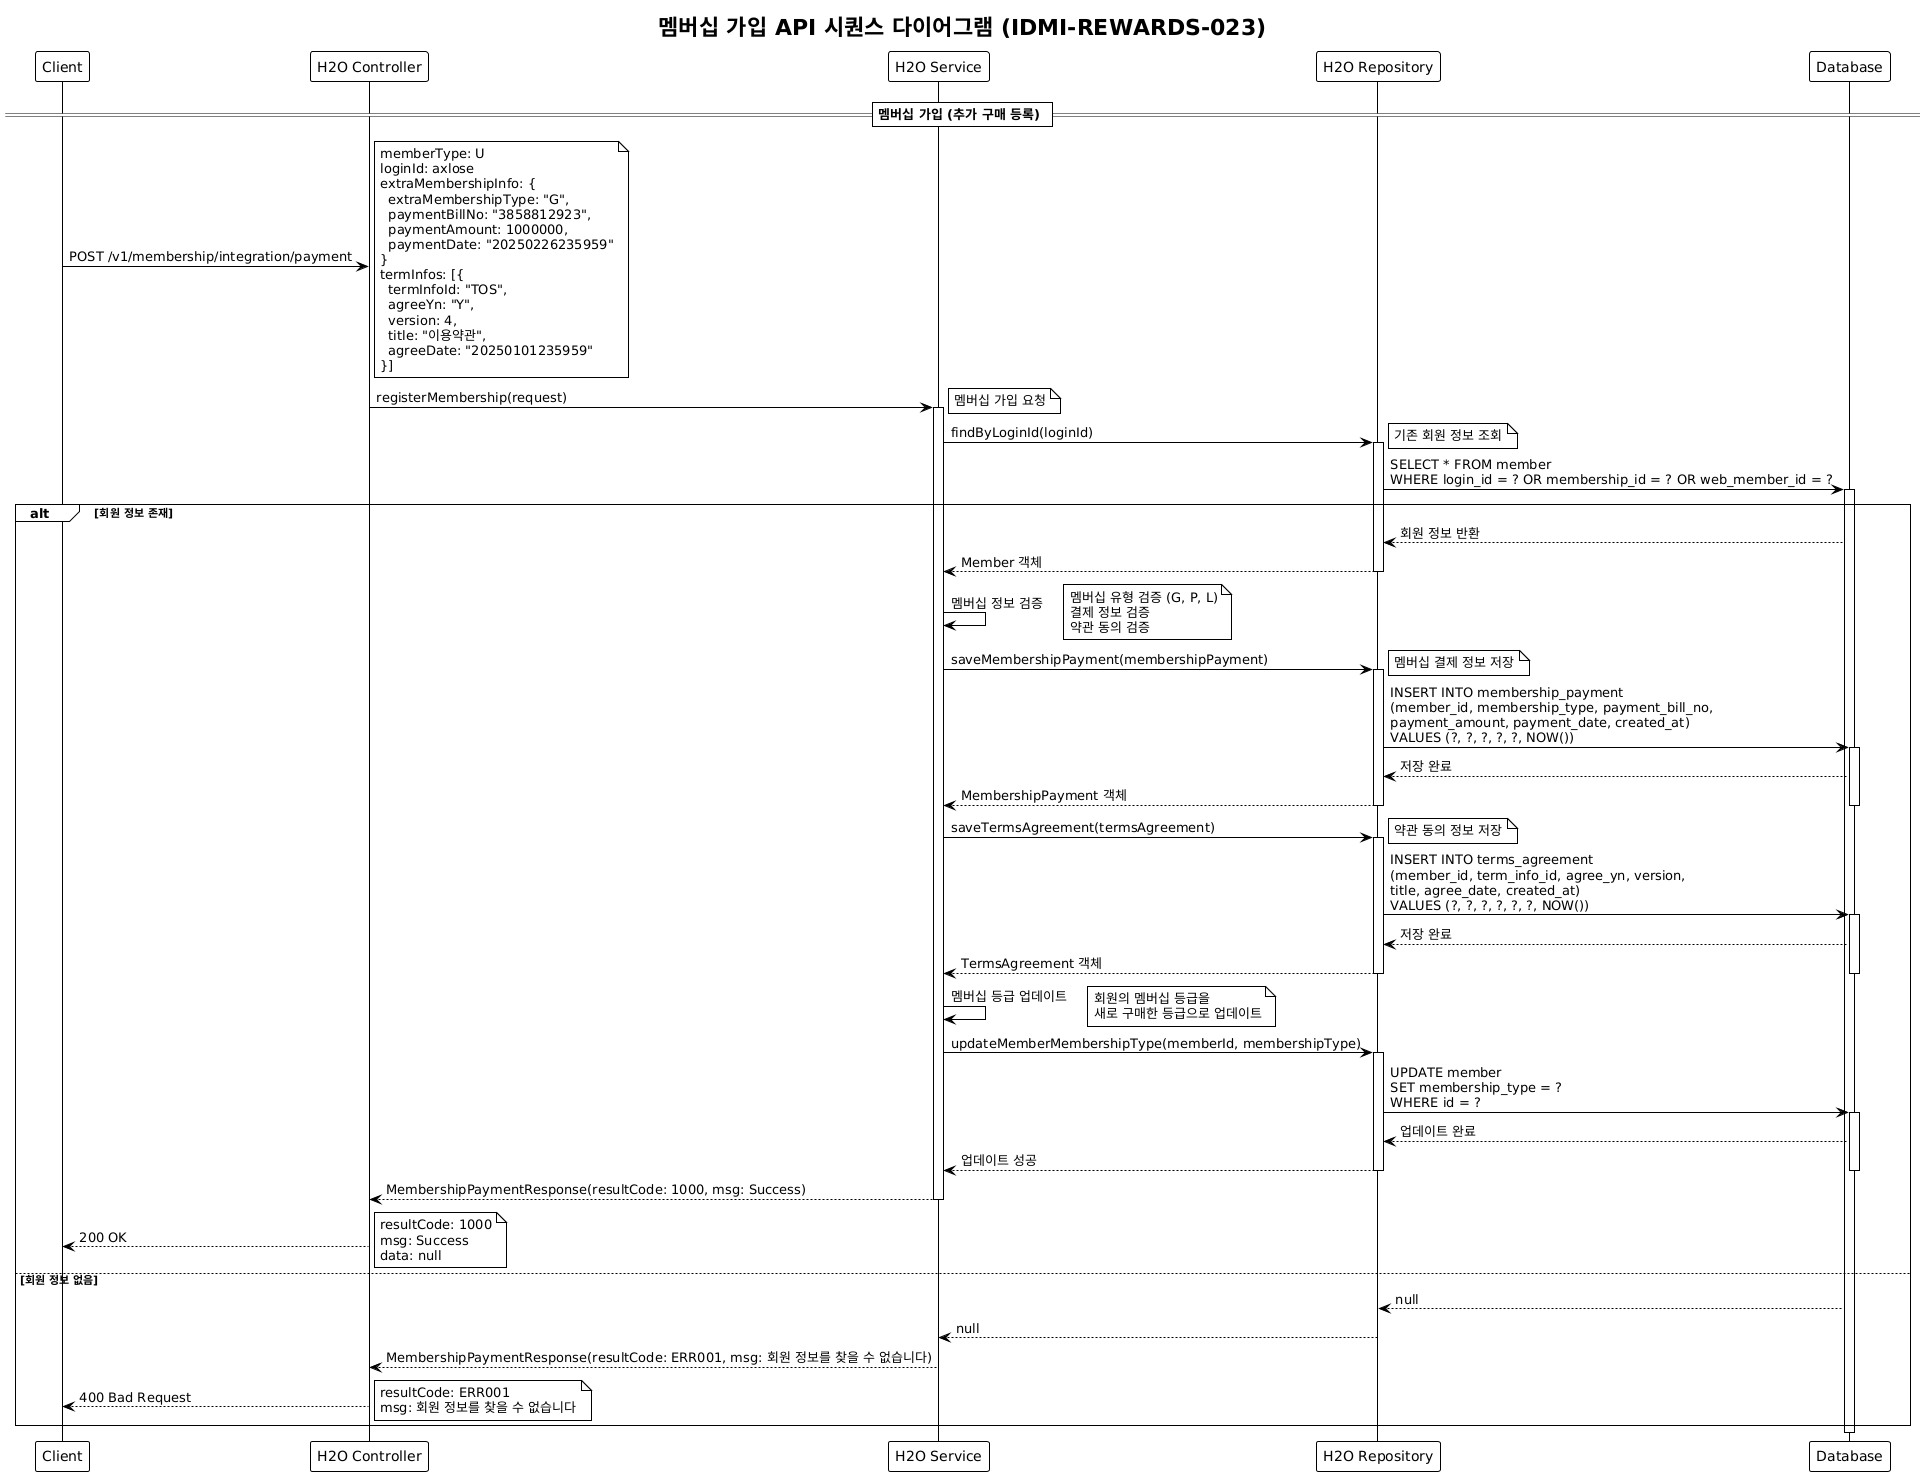 멤버십 가입 API 시퀀스 다이어그램 (IDMI-REWARDS-023)
Client
H2O Controller
H2O Service
H2O Repository
Database
멤버십 가입 (추가 구매 등록)
POST /v1/membership/integration/payment
memberType: U
loginId: axlose
extraMembershipInfo: {
extraMembershipType: "G",
paymentBillNo: "3858812923",
paymentAmount: 1000000,
paymentDate: "20250226235959"
}
termInfos: [{
termInfoId: "TOS",
agreeYn: "Y",
version: 4,
title: "이용약관",
agreeDate: "20250101235959"
}]
registerMembership(request)
멤버십 가입 요청
findByLoginId(loginId)
기존 회원 정보 조회
SELECT * FROM member
WHERE login_id = ? OR membership_id = ? OR web_member_id = ?
alt
[회원 정보 존재]
회원 정보 반환
Member 객체
멤버십 정보 검증
멤버십 유형 검증 (G, P, L)
결제 정보 검증
약관 동의 검증
saveMembershipPayment(membershipPayment)
멤버십 결제 정보 저장
INSERT INTO membership_payment
(member_id, membership_type, payment_bill_no,
payment_amount, payment_date, created_at)
VALUES (?, ?, ?, ?, ?, NOW())
저장 완료
MembershipPayment 객체
saveTermsAgreement(termsAgreement)
약관 동의 정보 저장
INSERT INTO terms_agreement
(member_id, term_info_id, agree_yn, version,
title, agree_date, created_at)
VALUES (?, ?, ?, ?, ?, ?, NOW())
저장 완료
TermsAgreement 객체
멤버십 등급 업데이트
회원의 멤버십 등급을
새로 구매한 등급으로 업데이트
updateMemberMembershipType(memberId, membershipType)
UPDATE member
SET membership_type = ?
WHERE id = ?
업데이트 완료
업데이트 성공
MembershipPaymentResponse(resultCode: 1000, msg: Success)
200 OK
resultCode: 1000
msg: Success
data: null
[회원 정보 없음]
null
null
MembershipPaymentResponse(resultCode: ERR001, msg: 회원 정보를 찾을 수 없습니다)
400 Bad Request
resultCode: ERR001
msg: 회원 정보를 찾을 수 없습니다
Client
H2O Controller
H2O Service
H2O Repository
Database